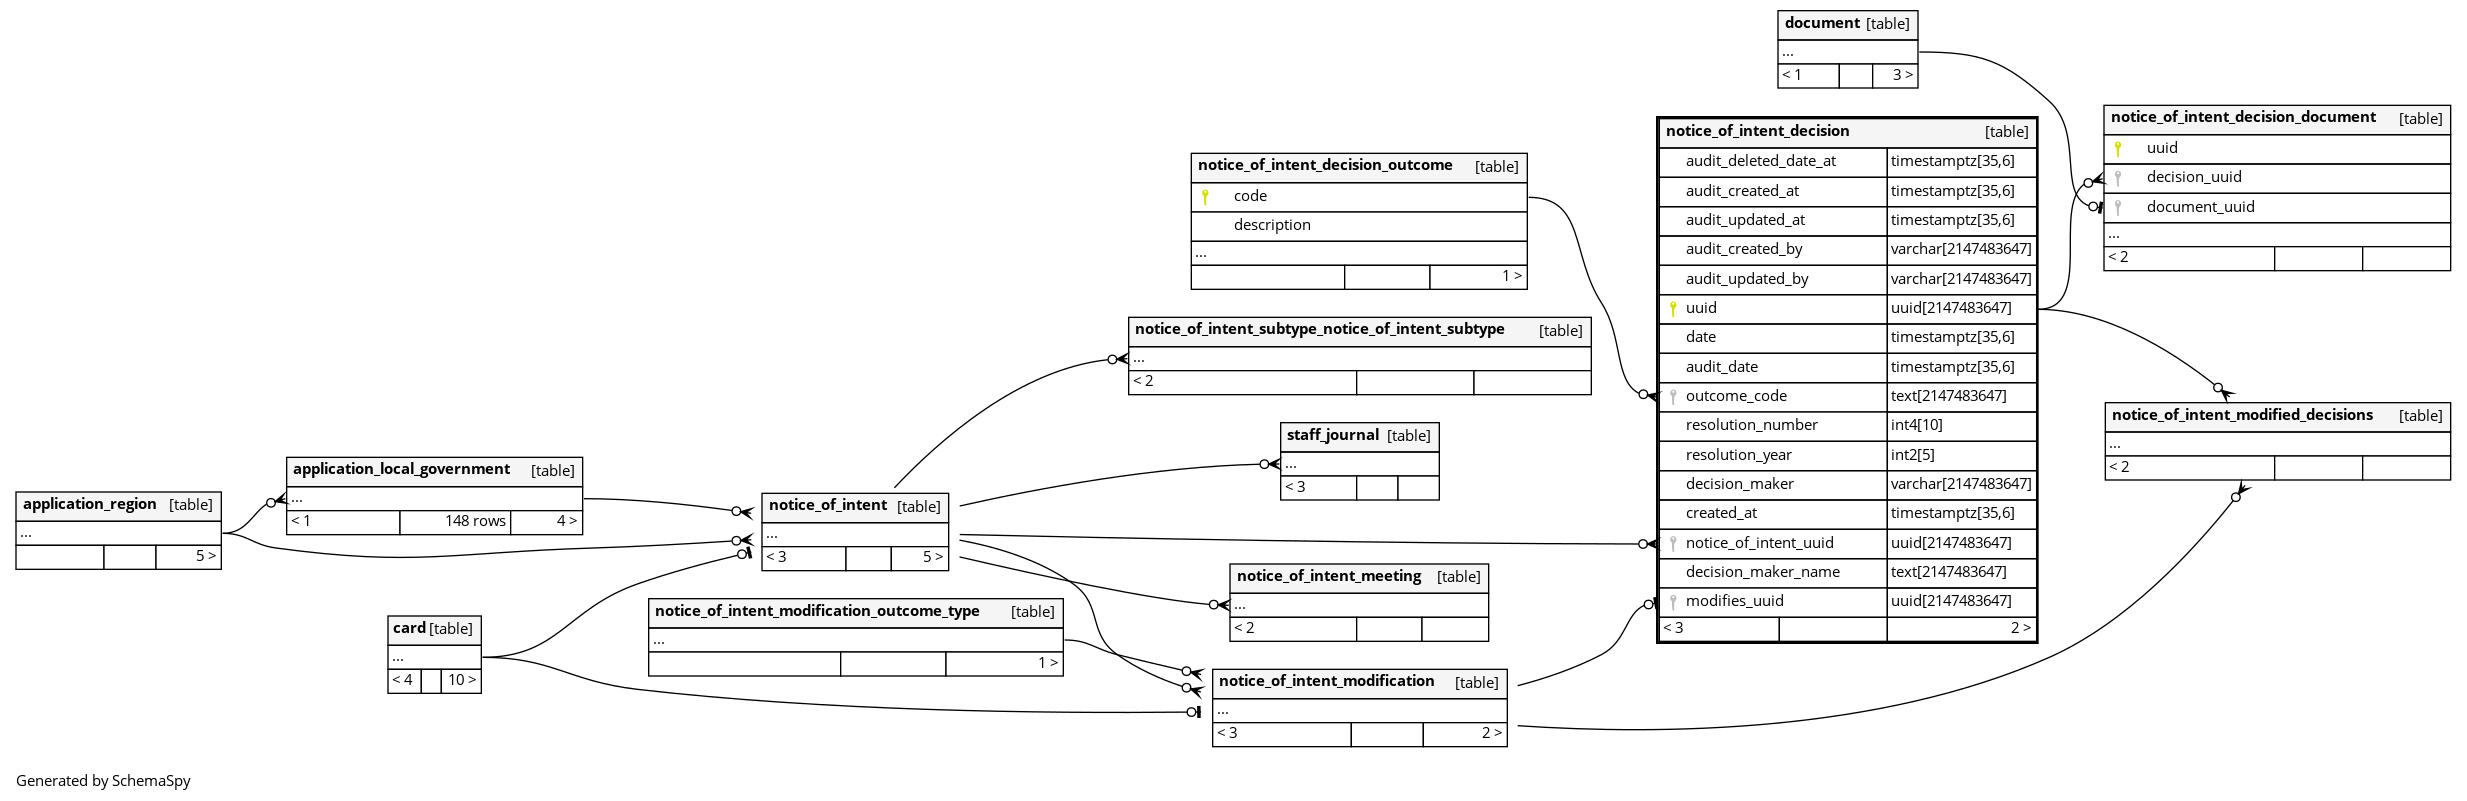 document [table]
...
< 1 3 >
notice_of_intent_decision_document [table]
uuid
decision_uuid
document_uuid
...
< 2
notice_of_intent_decision [table]
audit_deleted_date_at timestamptz[35,6]
audit_created_at timestamptz[35,6]
audit_updated_at timestamptz[35,6]
audit_created_by varchar[2147483647]
audit_updated_by varchar[2147483647]
uuid uuid[2147483647]
date timestamptz[35,6]
audit_date timestamptz[35,6]
outcome_code text[2147483647]
resolution_number int4[10]
resolution_year int2[5]
decision_maker varchar[2147483647]
created_at timestamptz[35,6]
notice_of_intent_uuid uuid[2147483647]
decision_maker_name text[2147483647]
modifies_uuid uuid[2147483647]
< 3 2 >
notice_of_intent_decision_outcome [table]
code
description
...
1 >
notice_of_intent_subtype_notice_of_intent_subtype [table]
...
< 2
notice_of_intent_modified_decisions [table]
...
< 2
staff_journal [table]
...
< 3
application_local_government [table]
...
< 1 148 rows 4 >
application_region [table]
...
5 >
notice_of_intent [table]
...
< 3 5 >
notice_of_intent_meeting [table]
...
< 2
notice_of_intent_modification_outcome_type [table]
...
1 >
card [table]
...
< 4 10 >
notice_of_intent_modification [table]
...
< 3 2 >
Generated by SchemaSpy